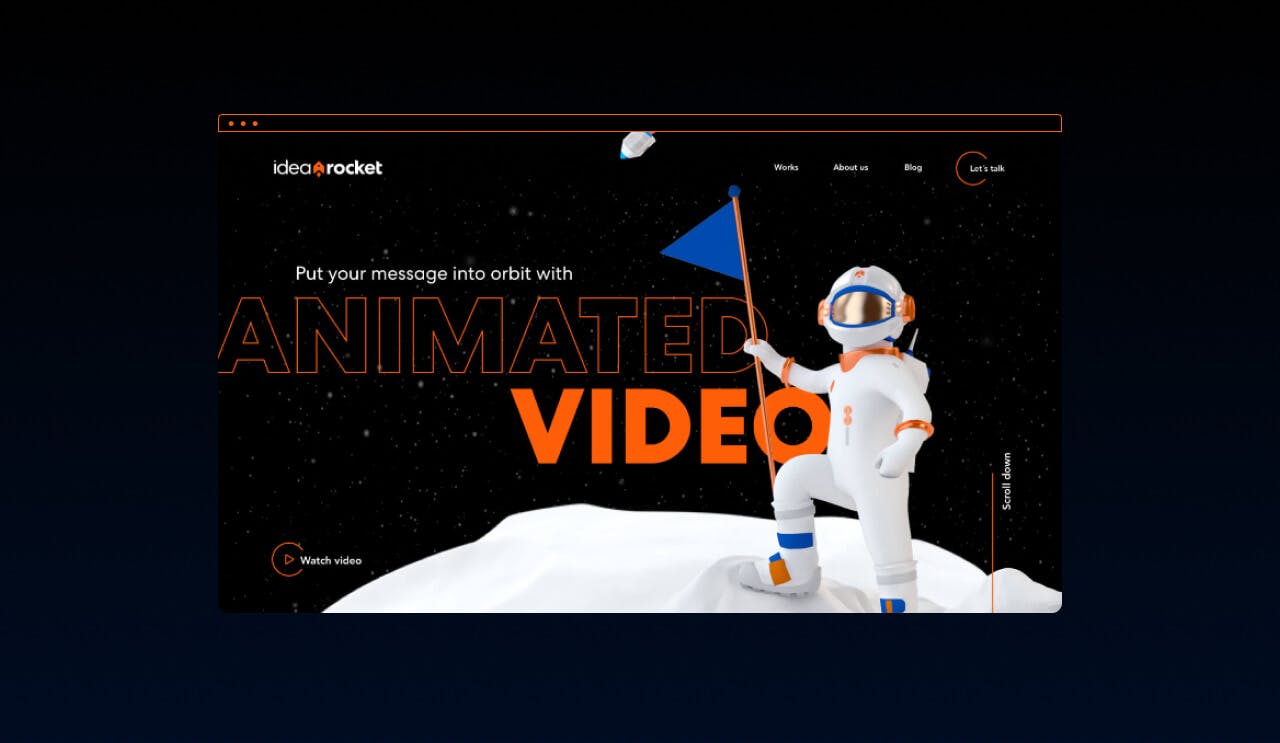 idea rocket
Works
About us
Blog
Let's talk
Put your message into orbit with
ANIMATED
VIDEO
Scroll down
Watch video